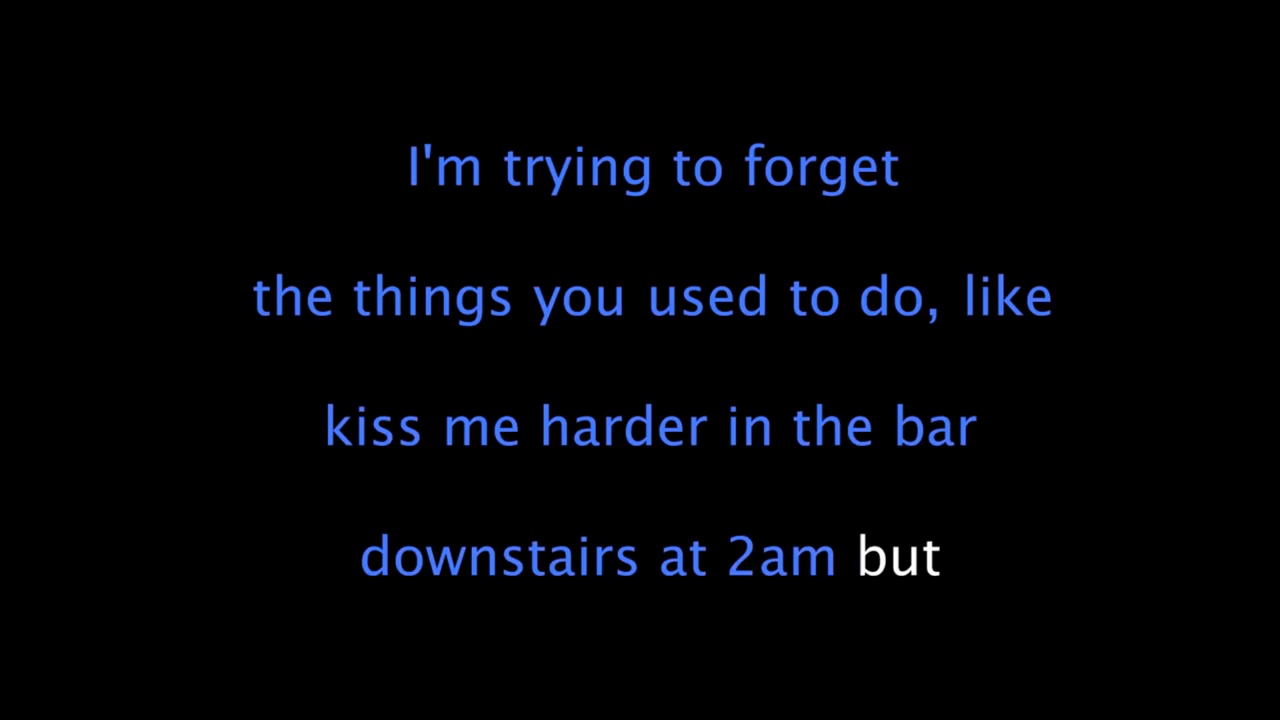 I'm trying to forget
the things you used to do, like
kiss me harder in the bar
downstairs at 2am but